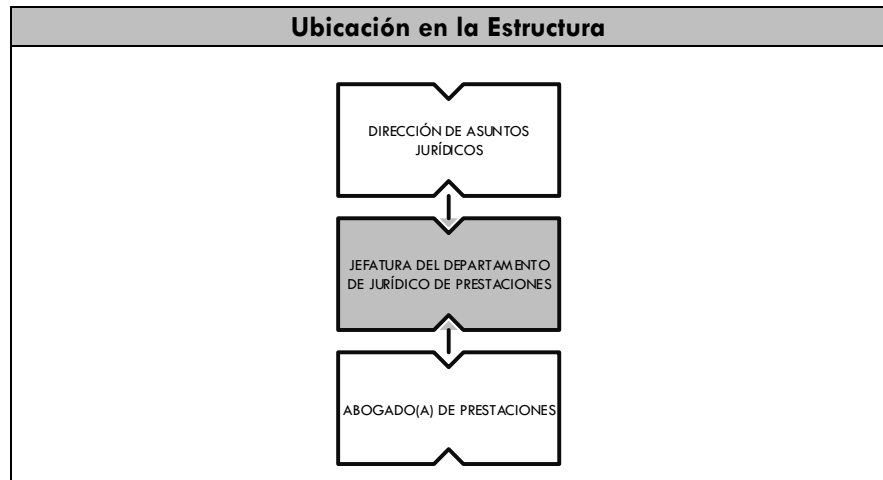 Ubicación en la Estructura
DIRECCIÓN DE ASUNTOS
JURÍDICOS
JEFATURA DEL DEPARTAMENTO
DE JURÍDICO DE PRESTACIONES
ABOGADO(A) DE PRESTACIONES